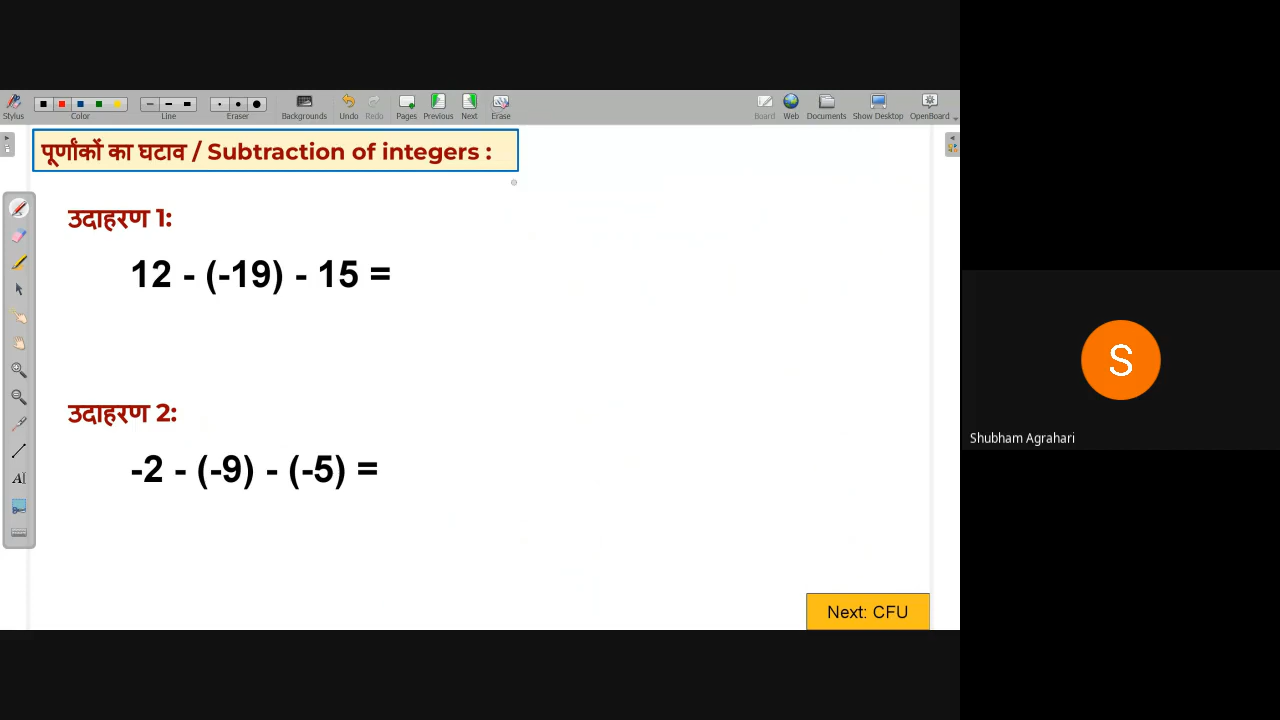 Stylus Color Line Eraser Backgrounds Undo Redo Pages Previous Next Erase Board Web Documents Show Desktop OpenBoard
पूर्णांकों का घटाव / Subtraction of integers :
उदाहरण 1:
12 - (-19) - 15 =
उदाहरण 2:
-2 - (-9) - (-5) =
Next: CFU
S
Shubham Agrahari